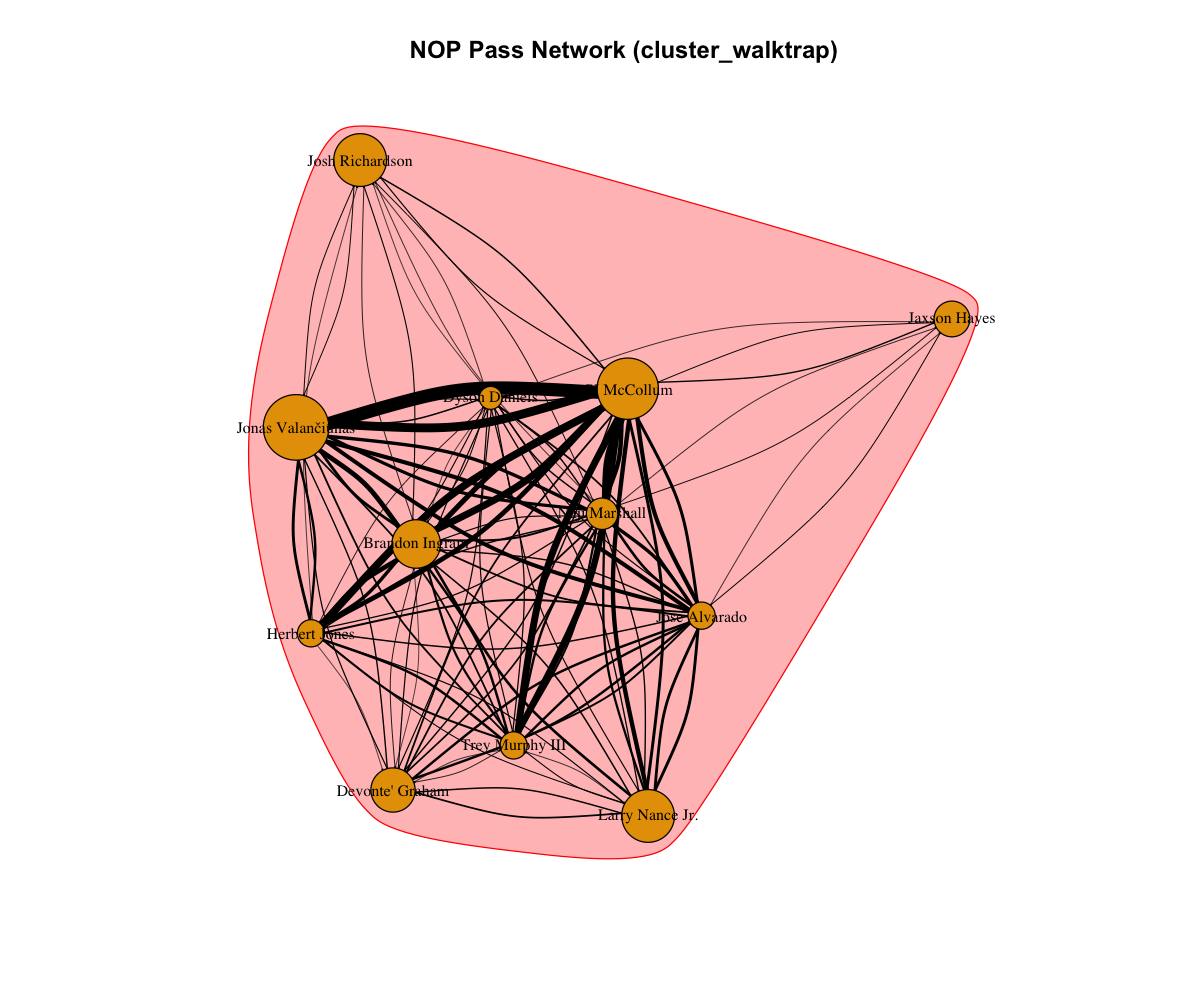 NOP Pass Network (cluster_walktrap)
Josh Richardson
Jaxson Hayes
McCollum
Dyson Daniels
Jonas Valančiūnas
Marshall
Brandon Ingram
Jose Alvarado
Herbert Jones
Trey Murphy III
Devonte' Graham
Larry Nance Jr.